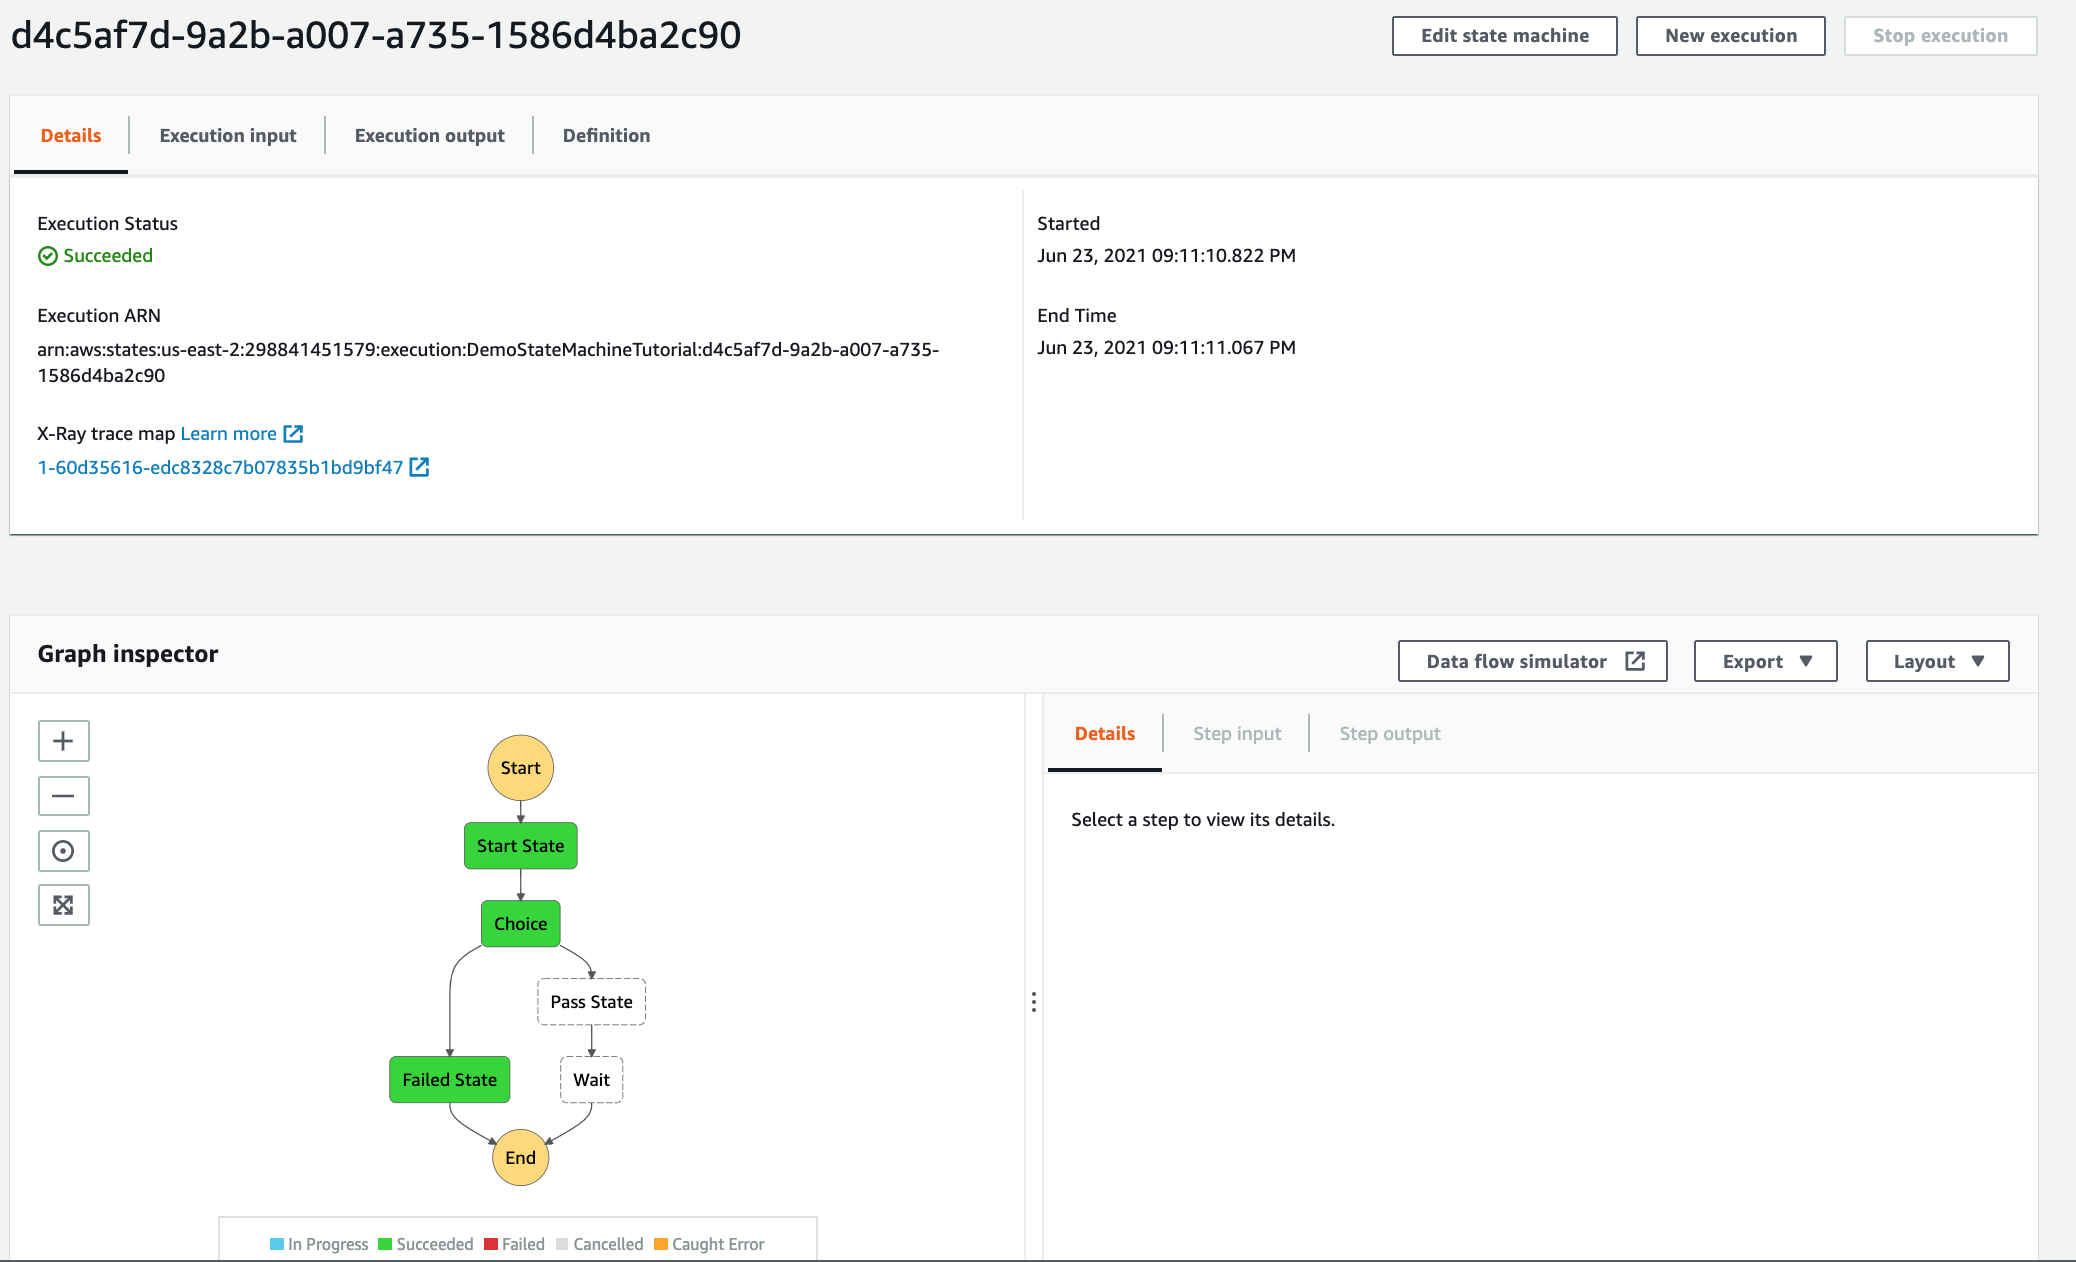 d4c5af7d-9a2b-a007-a735-1586d4ba2c90
Edit state machine
New execution
Stop execution
Details
Execution input
Execution output
Definition
Execution Status
Succeeded
Execution ARN
arn:aws:states:us-east-2:298841451579:execution:DemoStateMachineTutorial:d4c5af7d-9a2b-a007-a735-
1586d4ba2c90
X-Ray trace map Learn more
1-60d35616-edc8328c7b07835b1bd9bf47
Started
Jun 23, 2021 09:11:10.822 PM
End Time
Jun 23, 2021 09:11:11.067 PM
Graph inspector
Data flow simulator
Export
Layout
Start
Start State
Choice
Pass State
Failed State
Wait
End
In Progress
Succeeded
Failed
Cancelled
Caught Error
Details
Step input
Step output
Select a step to view its details.